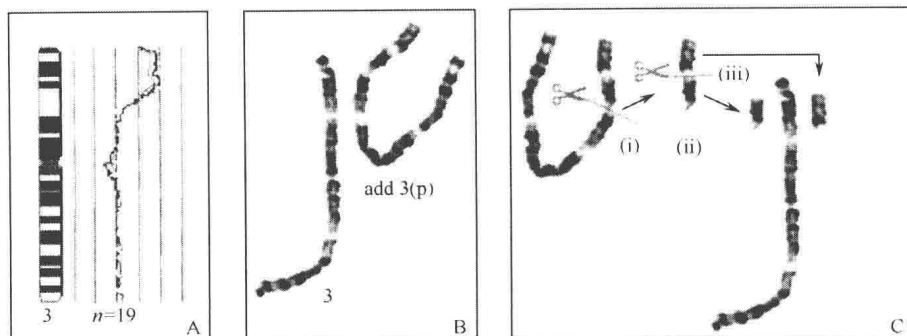 3
n=19
A
add 3(p)
3
B
(iii)
(i)
(ii)
C